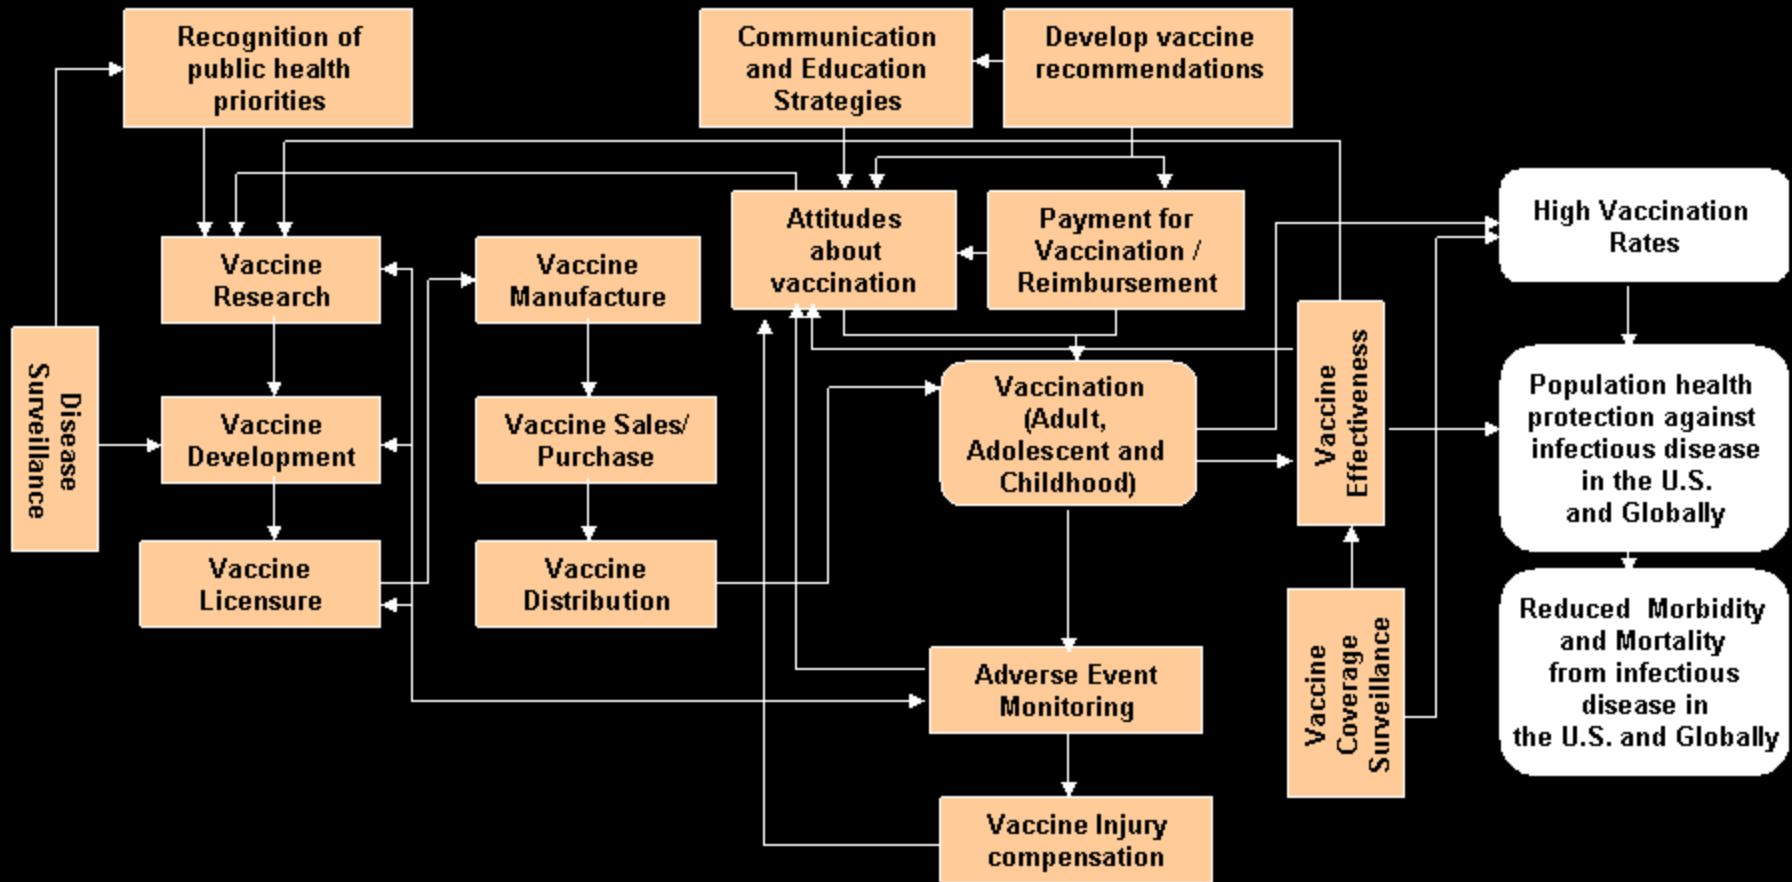 Recognition of
public health
priorities
Communication
and Education
Strategies
Develop vaccine
recommendations
Attitudes
about
vaccination
Payment for
Vaccination /
Reimbursement
High Vaccination
Rates
Vaccine
Research
Vaccine
Manufacture
Disease
Surveillance
Vaccine
Development
Vaccine Sales/
Purchase
Vaccination
(Adult,
Adolescent and
Childhood)
Vaccine
Effectiveness
Population health
protection against
infectious disease
in the U.S.
and Globally
Vaccine
Licensure
Vaccine
Distribution
Adverse Event
Monitoring
Vaccine
Coverage
Surveillance
Reduced Morbidity
and Mortality
from infectious
disease in
the U.S. and Globally
Vaccine Injury
compensation